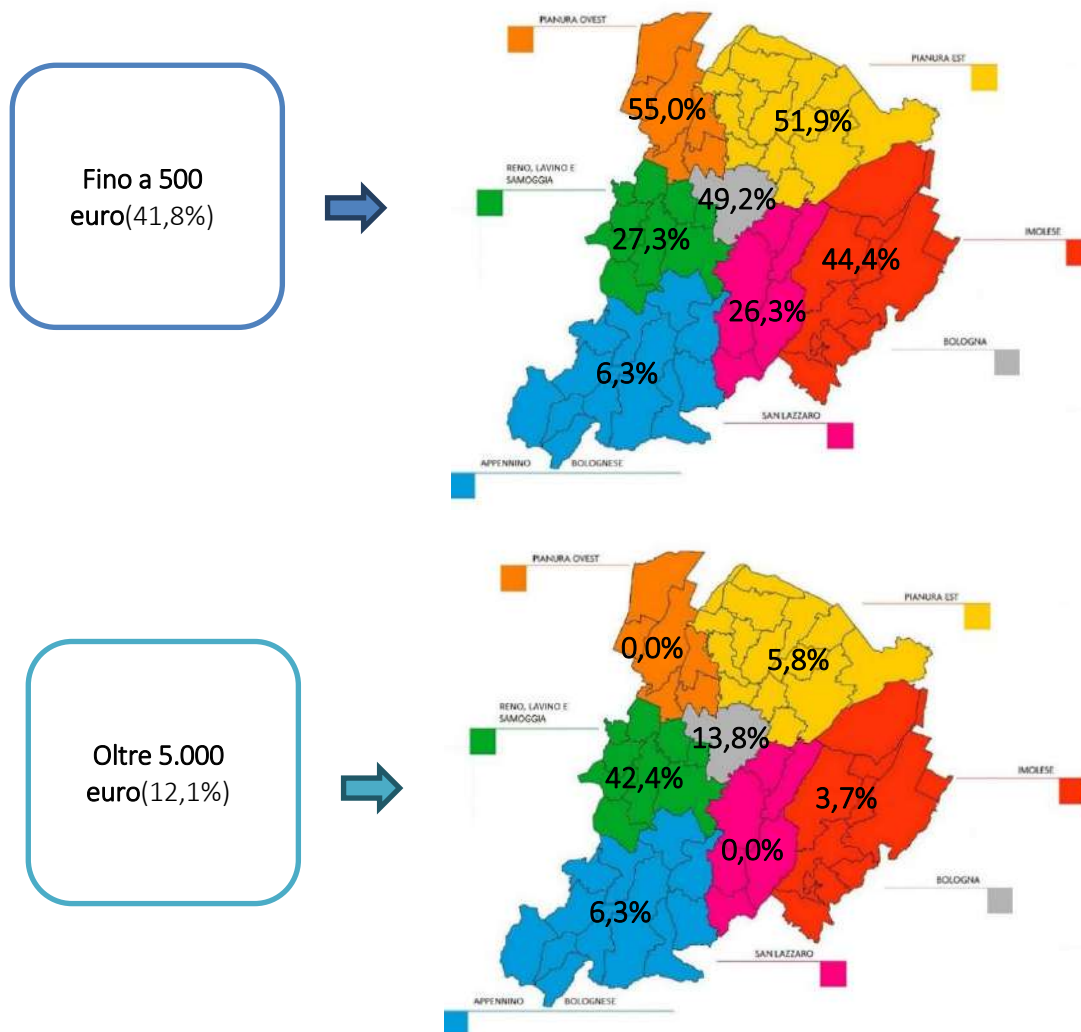 PIANURA OVEST
PIANURA EST
55,0%
51,9%
Fino a 500
euro(41,8%)
RENO, LAVINO E
SAMOGGIA
49,2%
27,3%
44,4%
IMOLESE
26,3%
BOLOGNA
6,3%
SAN LAZZARO
APPENNINO BOLOGNESE
PIANURA OVEST
PIANURA EST
0,0%
5,8%
RENO, LAVINO E
SAMOGGIA
13,8%
Oltre 5.000
euro(12,1%)
42,4%
IMOLESE
3,7%
0,0%
BOLOGNA
6,3%
SAN LAZZARO
APPENNINO BOLOGNESE